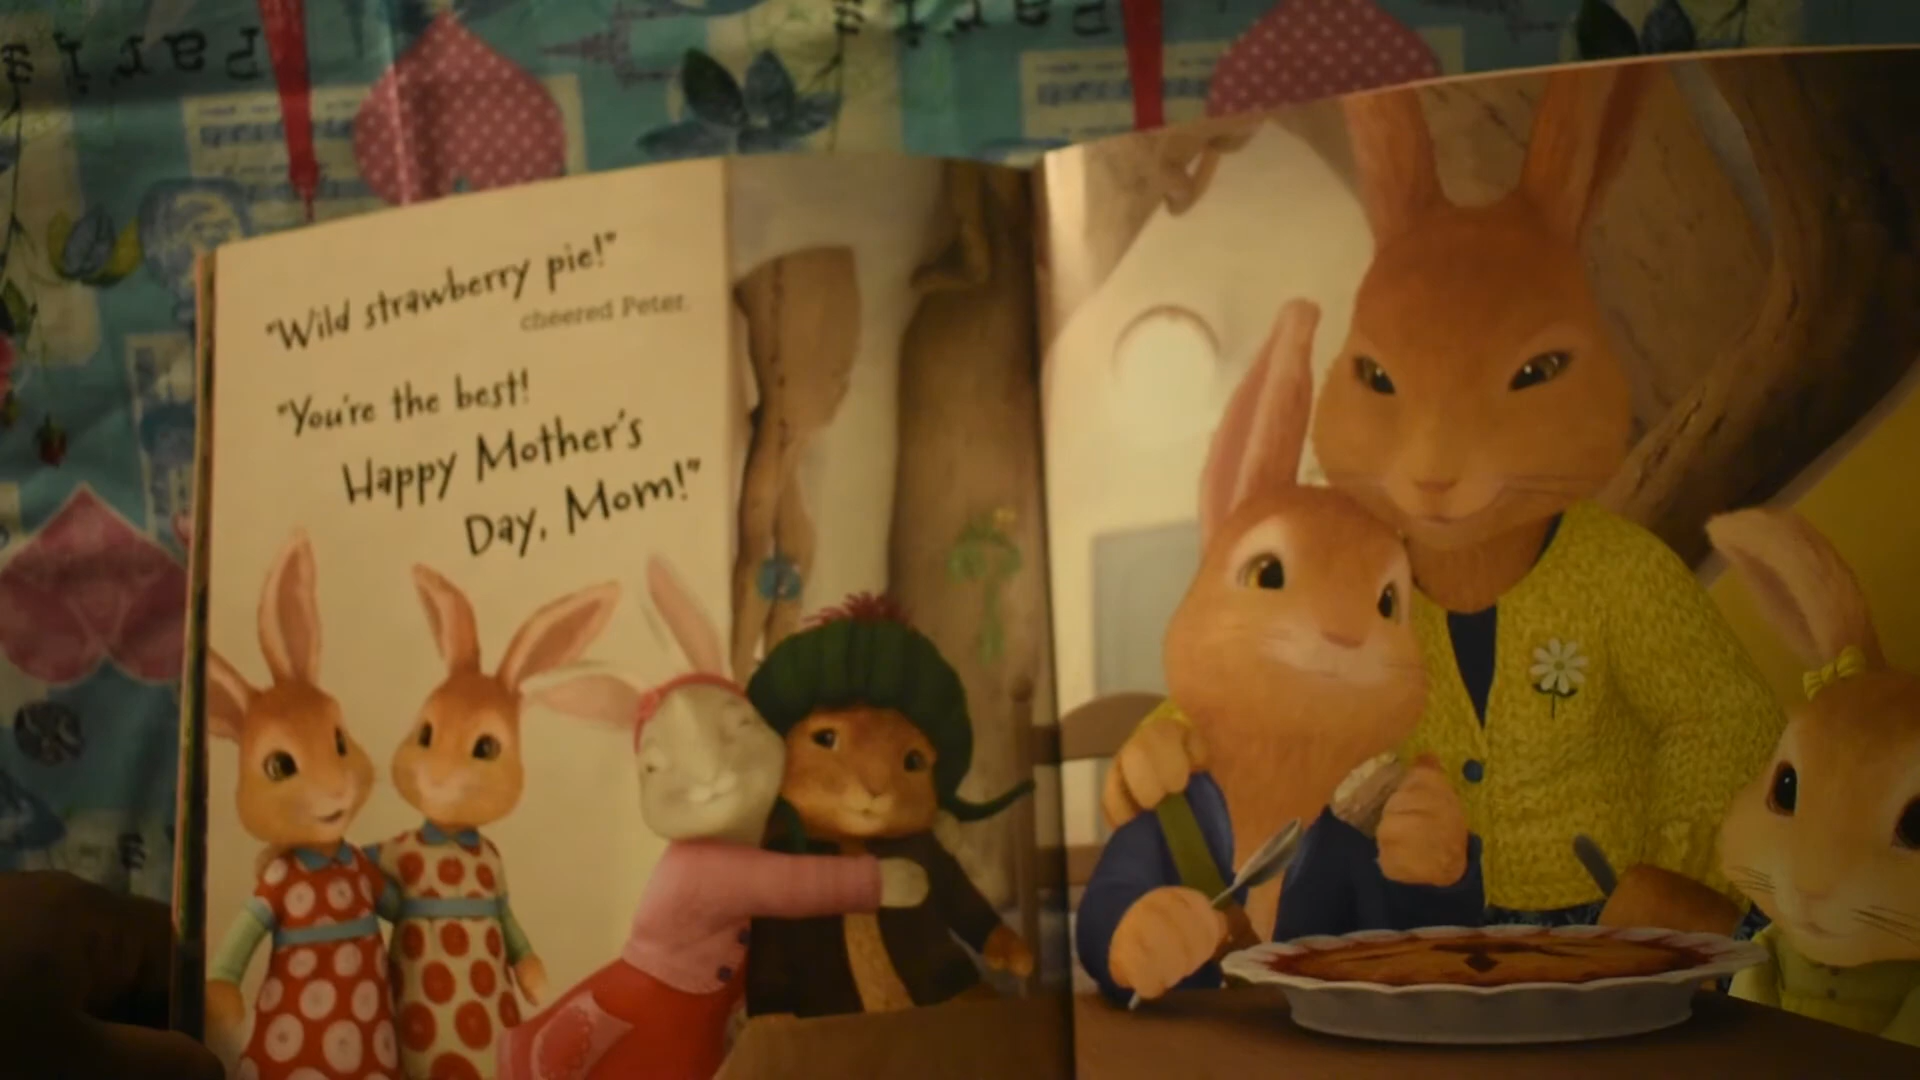 "Wild strawberry pie!"
cheered Peter.
"You're the best!
Happy Mother's
Day, Mom!"